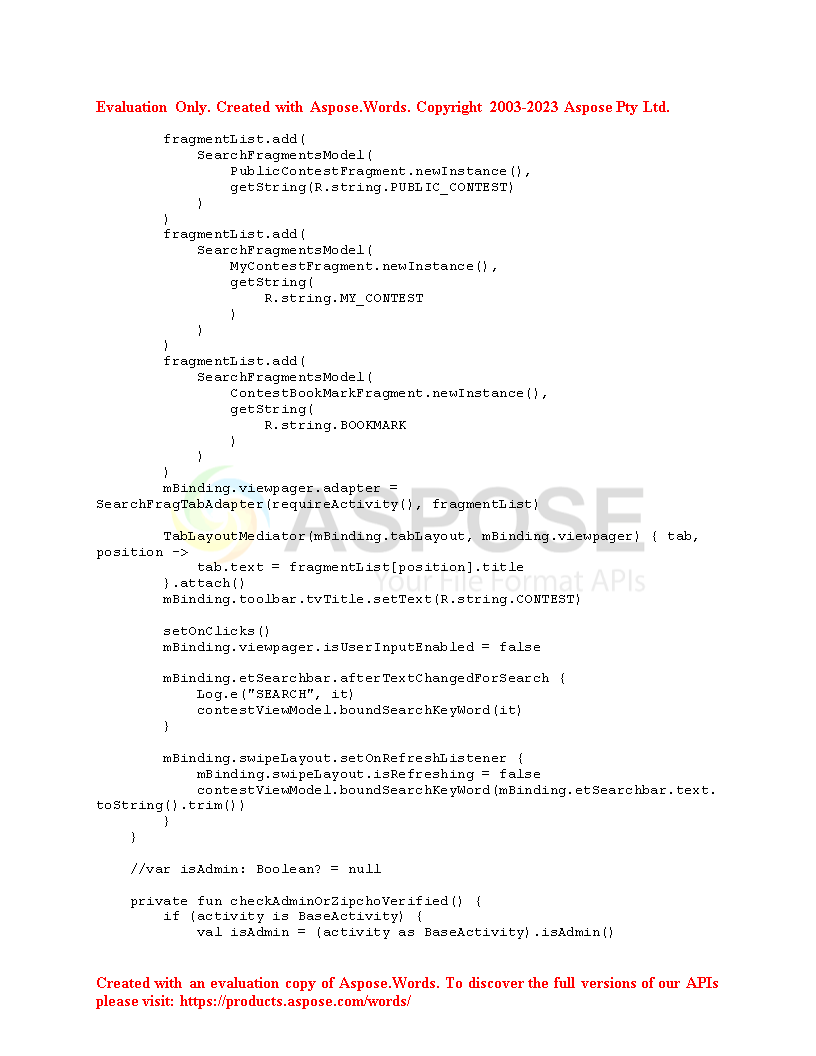 Evaluation Only. Created with Aspose.Words. Copyright 2003-2023 Aspose Pty Ltd.
fragmentList.add(
SearchFragmentsModel(
PublicContestFragment.newInstance(),
getString(R.string.PUBLIC_CONTEST)
)
)
fragmentList.add(
SearchFragmentsModel(
MyContestFragment.newInstance(),
getString(
R.string.MY_CONTEST
)
)
)
fragmentList.add(
SearchFragmentsModel(
ContestBookMarkFragment.newInstance(),
getString(
R.string.BOOKMARK
)
)
)
mBinding.viewpager.adapter =
SearchFragTabAdapter(requireActivity(), fragmentList)
ASPOSE
TabLayoutMediator(mBinding.tabLayout, mBinding.viewpager) { tab,
position ->
tab.text = fragmentList[position].title
Your File Format APIs
}.attach()
mBinding.toolbar.tvTitle.setText(R.string.CONTEST)
setOnClicks()
mBinding.viewpager.isUserInputEnabled = false
mBinding.etSearchbar.afterTextChangedForSearch {
Log.e("SEARCH", it)
contestViewModel.boundSearchKeyWord(it)
}
mBinding.swipeLayout.setOnRefreshListener {
mBinding.swipeLayout.isRefreshing = false
contestViewModel.boundSearchKeyWord(mBinding.etSearchbar.text.
toString().trim())
}
}
//var isAdmin: Boolean? = null
private fun checkAdminOrZipchoVerified() {
if (activity is BaseActivity) {
val isAdmin = (activity as BaseActivity).isAdmin()
Created with an evaluation copy of Aspose.Words. To discover the full versions of our APIs
please visit: https://products.aspose.com/words/